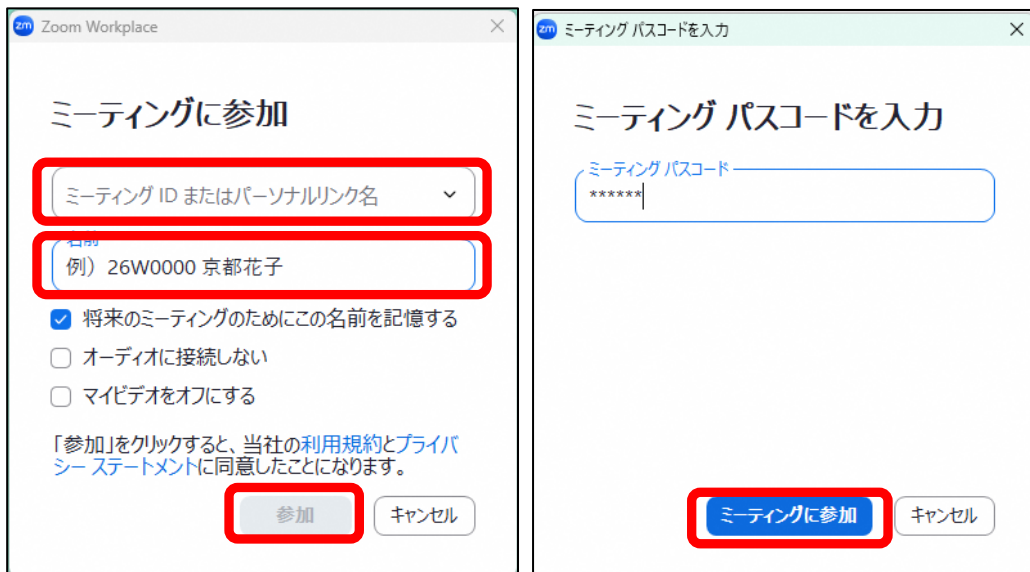 zm Zoom Workplace
ミーティングに参加
ミーティング ID またはパーソナルリンク名
名前
例）26W0000 京都花子
将来のミーティングのためにこの名前を記憶する
オーディオに接続しない
マイビデオをオフにする
「参加」をクリックすると、当社の利用規約とプライバ
シー ステートメントに同意したことになります。
参加
キャンセル
zm ミーティング パスコードを入力
ミーティング パスコードを入力
ミーティング パスコード
******
ミーティングに参加
キャンセル